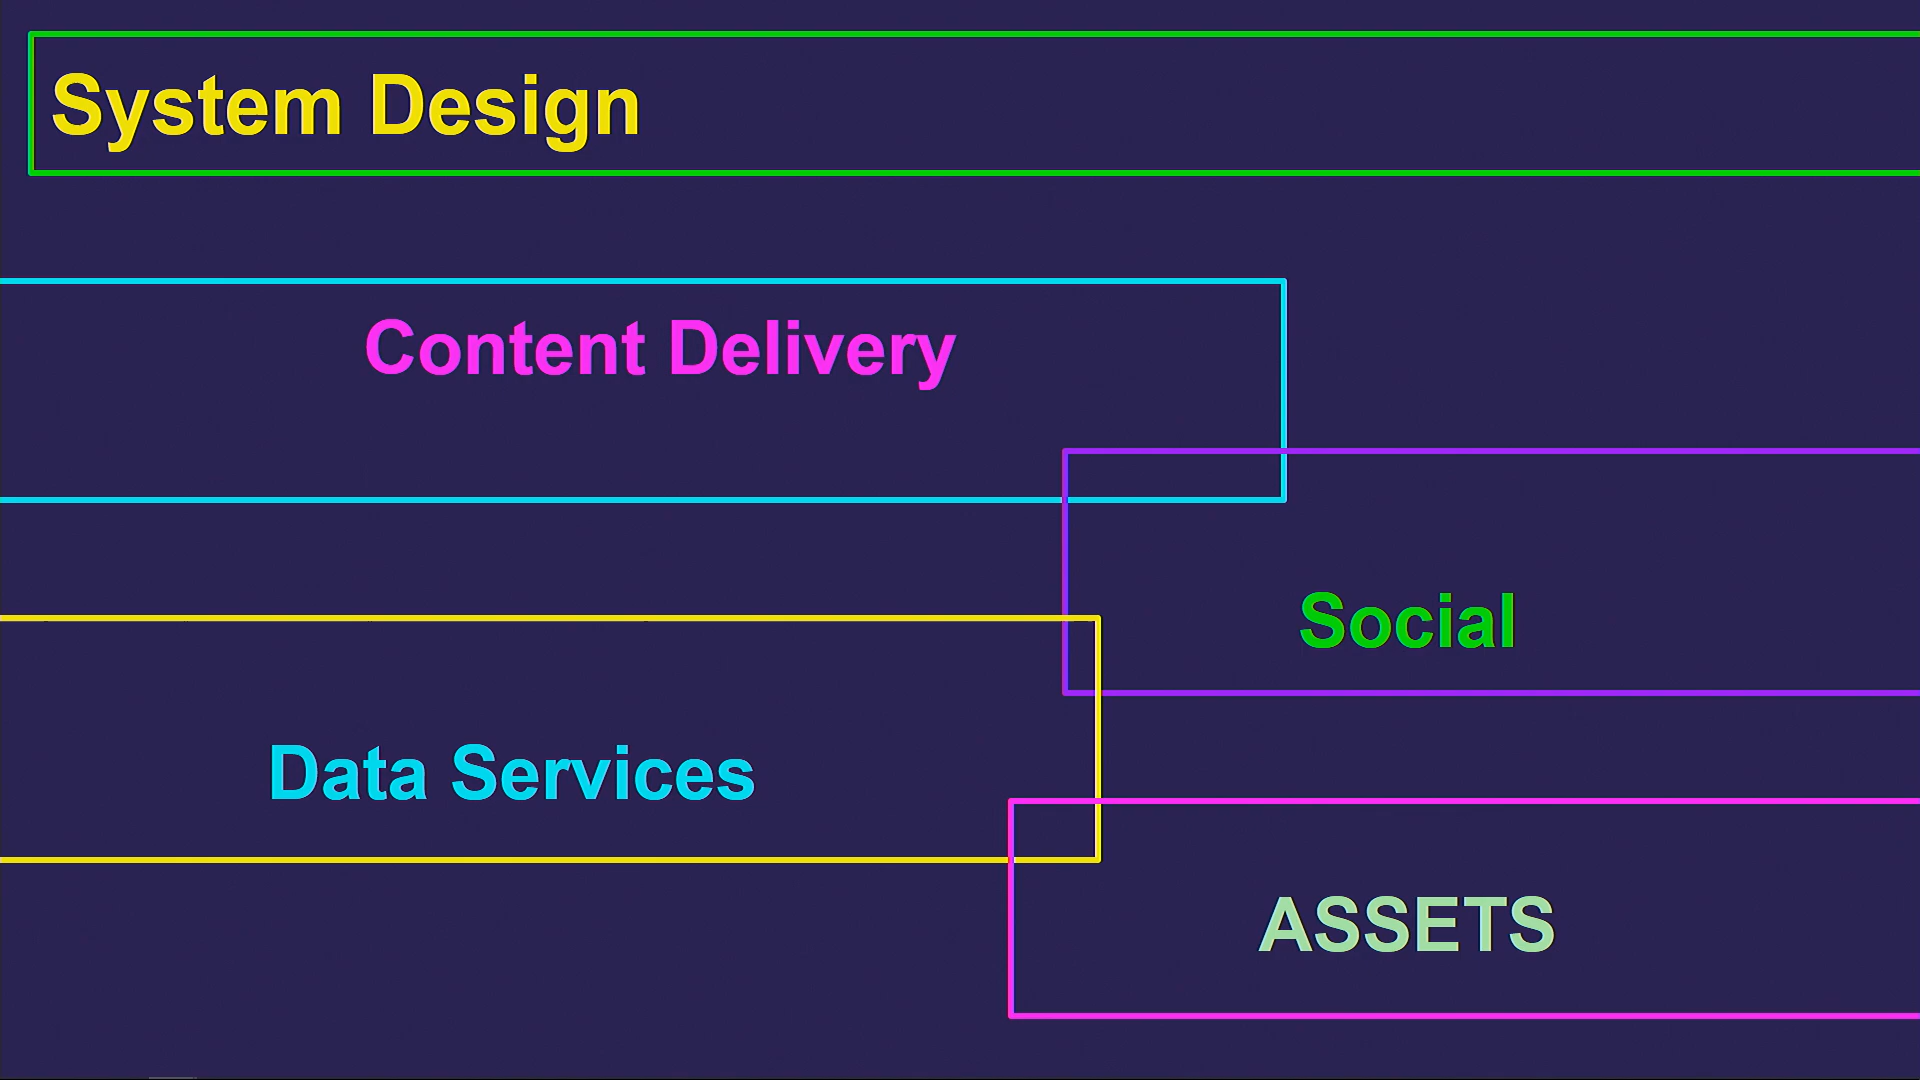 System Design
Content Delivery
Social
Data Services
ASSETS